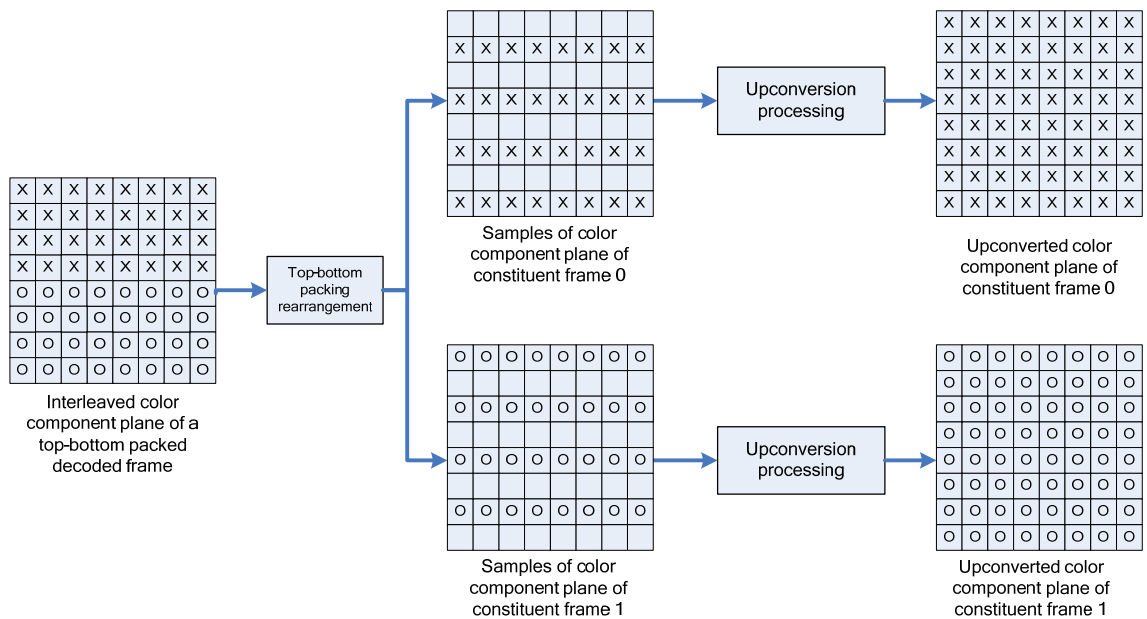 X X X X X X X X
X X X X X X X X
X X X X X X X X
X X X X X X X X
O O O O O O O O
O O O O O O O O
O O O O O O O O
O O O O O O O O
Interleaved color
component plane of a
top-bottom packed
decoded frame
Top-bottom
packing
rearrangement
X X X X X X X X
X X X X X X X X
X X X X X X X X
X X X X X X X X
Samples of color
component plane of
constituent frame 0
Upconversion
processing
X X X X X X X X
X X X X X X X X
X X X X X X X X
X X X X X X X X
X X X X X X X X
X X X X X X X X
X X X X X X X X
X X X X X X X X
Upconverted color
component plane of
constituent frame 0
O O O O O O O O
O O O O O O O O
O O O O O O O O
O O O O O O O O
Samples of color
component plane of
constituent frame 1
Upconversion
processing
O O O O O O O O
O O O O O O O O
O O O O O O O O
O O O O O O O O
O O O O O O O O
O O O O O O O O
O O O O O O O O
O O O O O O O O
Upconverted color
component plane of
constituent frame 1